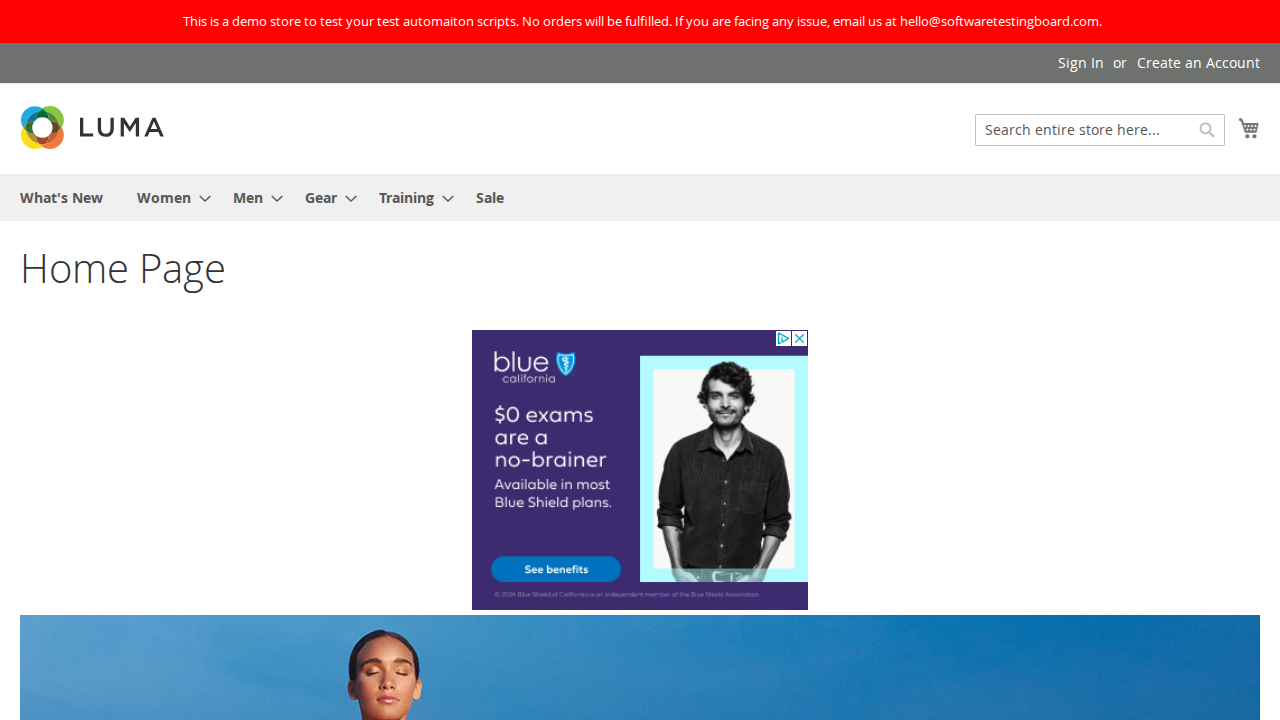 This is a demo store to test your test automaiton scripts. No orders will be fulfilled. If you are facing any issue, email us at hello@softwaretestingboard.com.
Sign In or Create an Account
LUMA
Search entire store here...
What's New Women Men Gear Training Sale
Home Page
blue
california
$0 exams
are a
no-brainer
Available in most
Blue Shield plans.
See benefits
© 2024 Blue Shield of California is an independent member of the Blue Shield Association